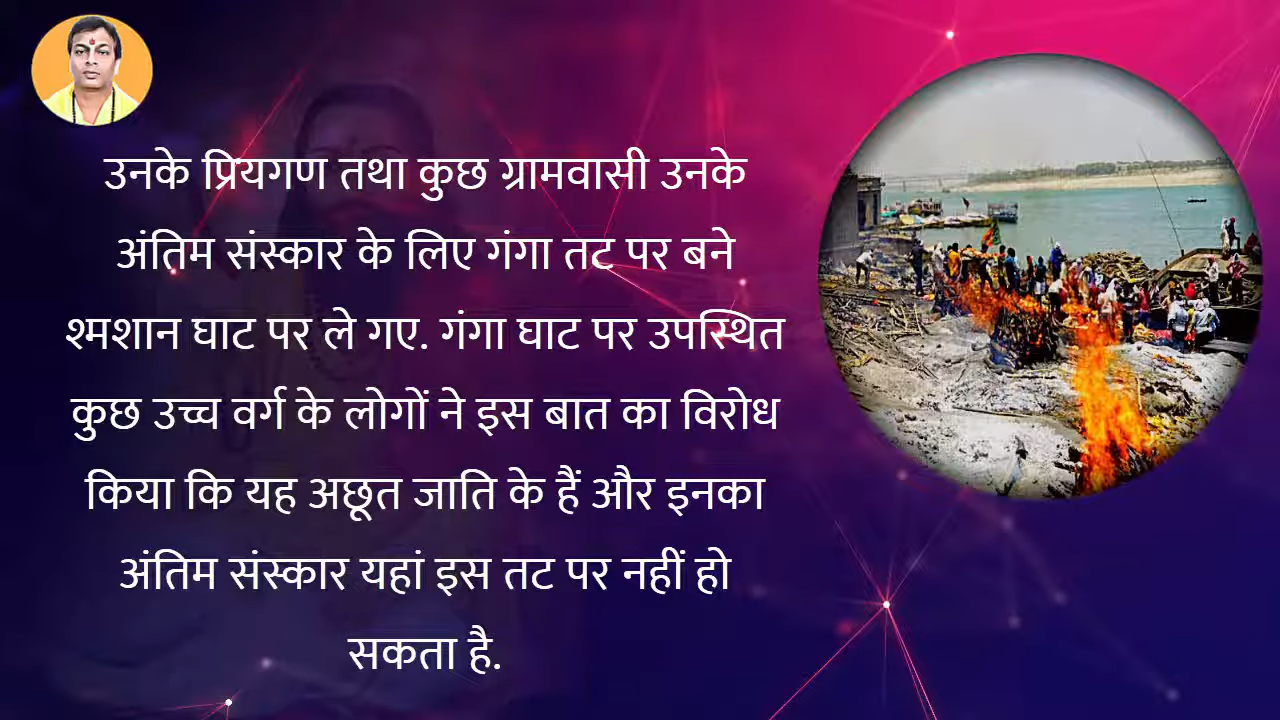 उनके प्रियगण तथा कुछ ग्रामवासी उनके
अंतिम संस्कार के लिए गंगा तट पर बने
श्मशान घाट पर ले गए. गंगा घाट पर उपस्थित
कुछ उच्च वर्ग के लोगों ने इस बात का विरोध
किया कि यह अछूत जाति के हैं और इनका
अंतिम संस्कार यहां इस तट पर नहीं हो
सकता है.